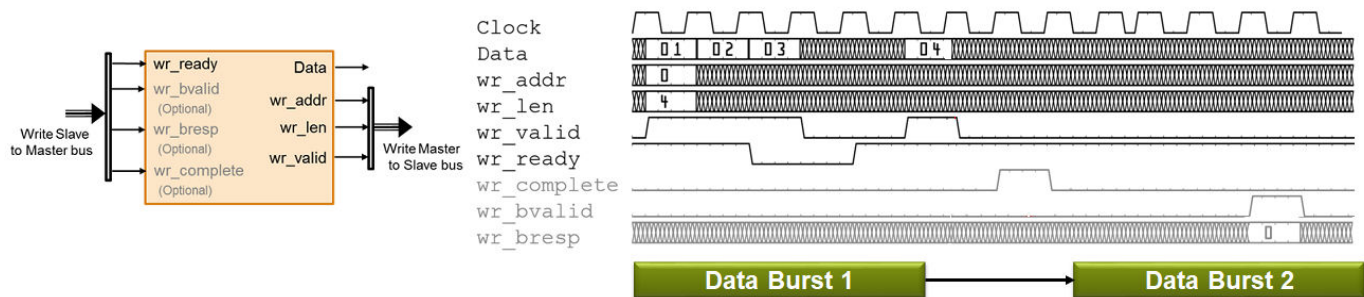 wr_ready
wr_bvalid
(Optional)
wr_bresp
(Optional)
wr_complete
(Optional)
Data
wr_addr
wr_len
wr_valid
Write Slave
to Master bus
Write Master
to Slave bus
Clock
Data 01 02 03 04
wr_addr 0
wr_len 4
wr_valid
wr_ready
wr_complete
wr_bvalid
wr_bresp 0
Data Burst 1
Data Burst 2